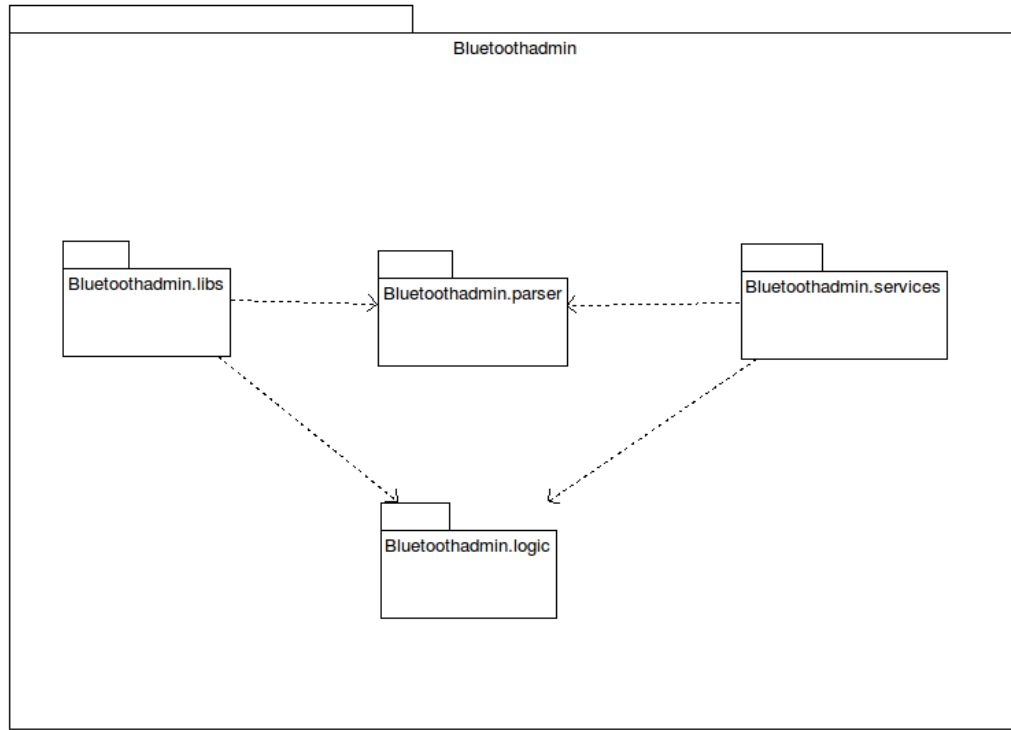 Bluetoothadmin
Bluetoothadmin.libs
Bluetoothadmin.parser
Bluetoothadmin.services
Bluetoothadmin.logic